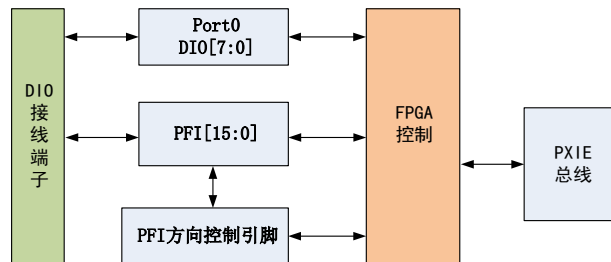 DIO
接
线
端
子
Port0
DIO[7:0]
PFI[15:0]
PFI方向控制引脚
FPGA
控制
PXIE
总线